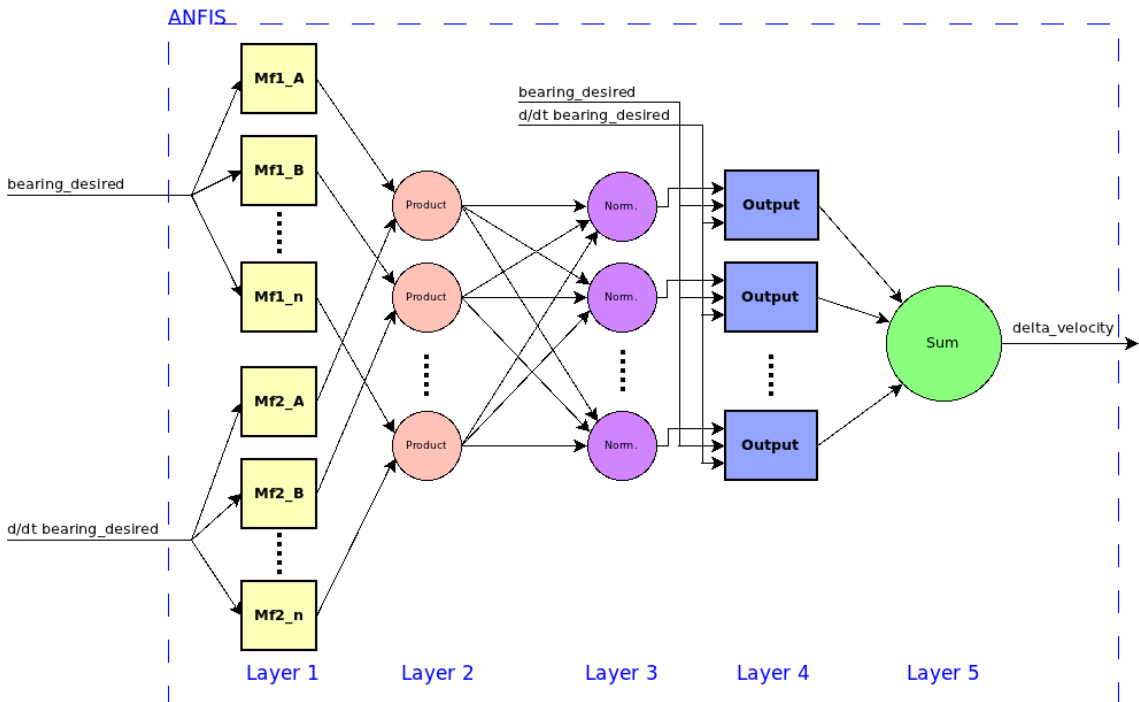 ANFIS
Mf1_A
bearing_desired
d/dt bearing_desired
Mf1_B
bearing_desired
Product
Norm.
Output
Mf1_n
Product
Norm.
Output
delta_velocity
Sum
Mf2_A
Product
Norm.
Output
Mf2_B
d/dt bearing_desired
Mf2_n
Layer 1
Layer 2
Layer 3
Layer 4
Layer 5